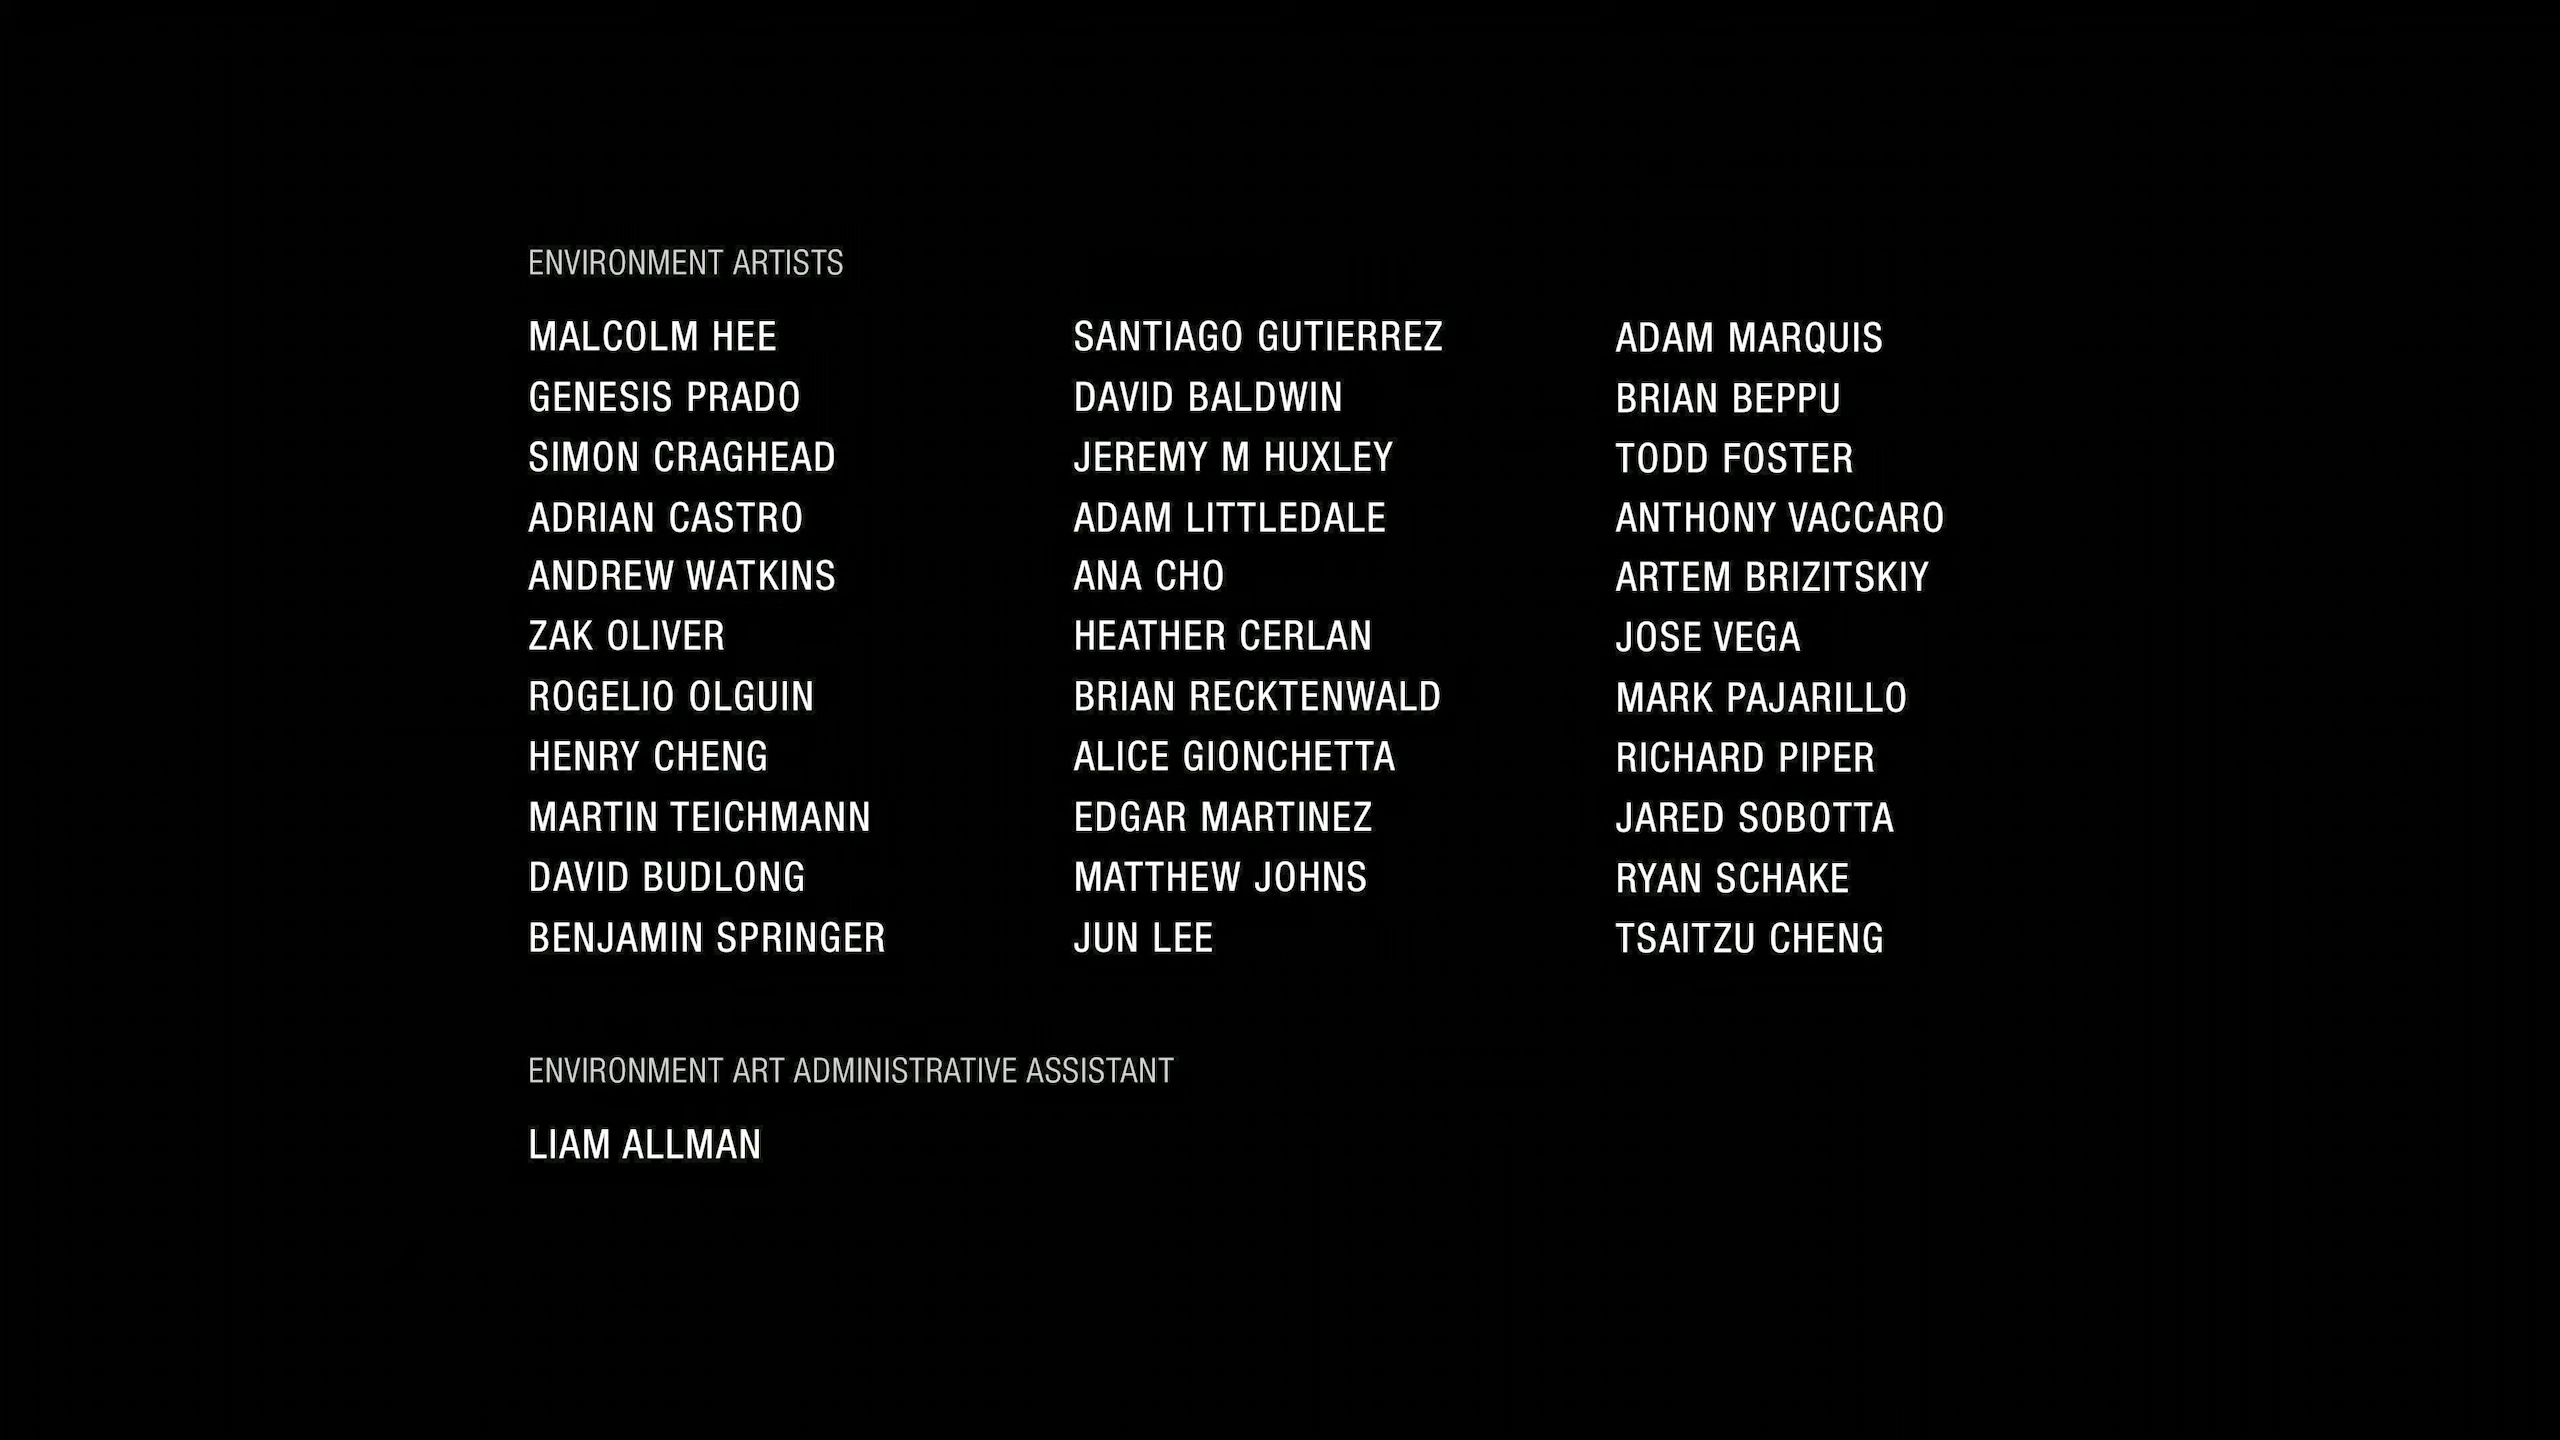 ENVIRONMENT ARTISTS
MALCOLM HEE
GENESIS PRADO
SIMON CRAGHEAD
ADRIAN CASTRO
ANDREW WATKINS
ZAK OLIVER
ROGELIO OLGUIN
HENRY CHENG
MARTIN TEICHMANN
DAVID BUDLONG
BENJAMIN SPRINGER
SANTIAGO GUTIERREZ
DAVID BALDWIN
JEREMY M HUXLEY
ADAM LITTLEDALE
ANA CHO
HEATHER CERLAN
BRIAN RECKTENWALD
ALICE GIONCHETTA
EDGAR MARTINEZ
MATTHEW JOHNS
JUN LEE
ADAM MARQUIS
BRIAN BEPPU
TODD FOSTER
ANTHONY VACCARO
ARTEM BRIZITSKIY
JOSE VEGA
MARK PAJARILLO
RICHARD PIPER
JARED SOBOTTA
RYAN SCHAKE
TSAITZU CHENG
ENVIRONMENT ART ADMINISTRATIVE ASSISTANT
LIAM ALLMAN